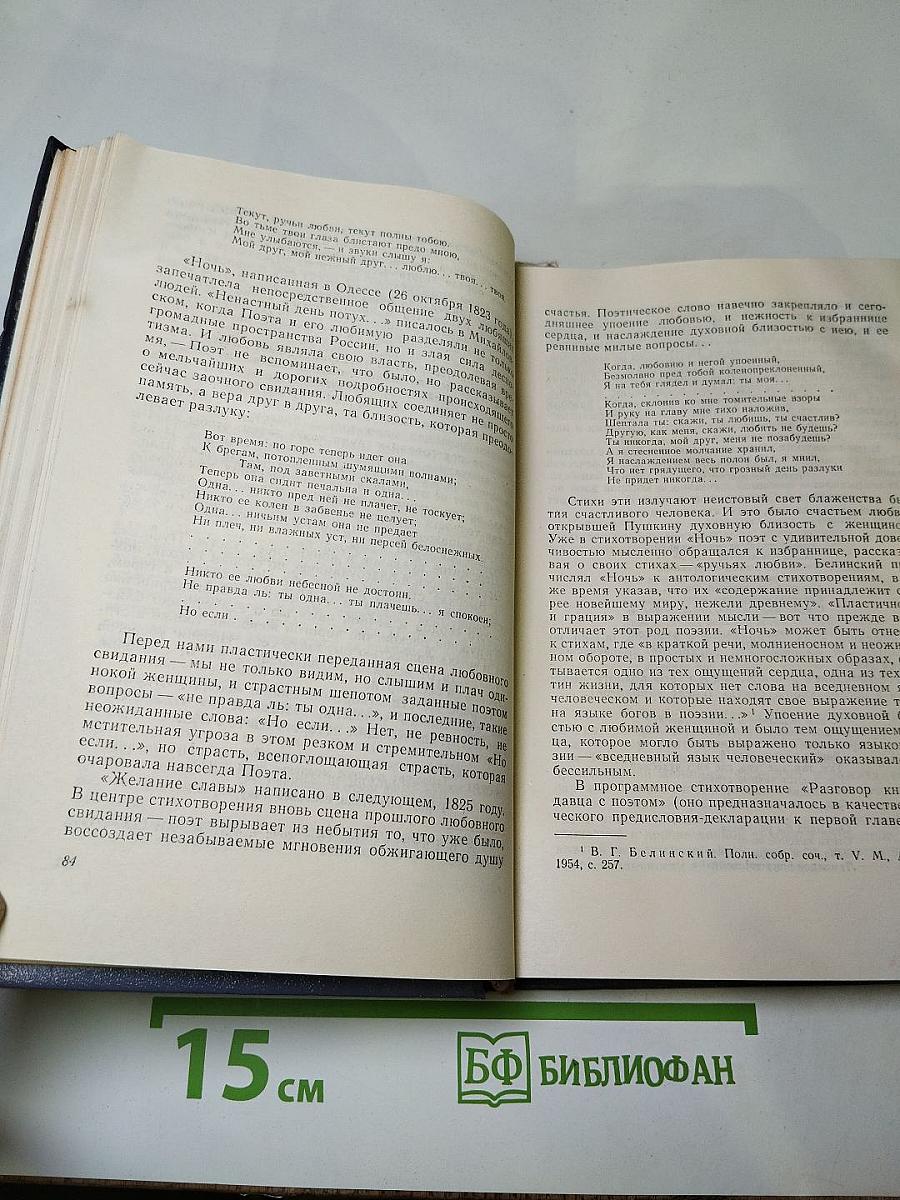 Текут, ручьи любви, текут полны тобою.
Во тьме твои глаза блистают предо мною,
Мне улыбаются, — и звуки слышу я:
Мой друг, мой нежный друг... люблю... твоя... твоя
«Ночь», написанная в Одессе (26 октября 1823 года),
запечатлела непосредственное общение двух любящих
людей. «Ненастный день потух...» писалось в Михайлов-
ском, когда Поэта и его любимую разделяли не только
громадные пространства России, но и злая сила деспо-
тизма. И любовь являла свою власть, преодолевая вре-
мя, — Поэт не вспоминает, что было, но рассказывает
о мельчайших и дорогих подробностях происходящего
сейчас заочного свидания. Любящих соединяет не просто
память, а вера друг в друга, та близость, которая преодо-
левает разлуку:
Вот время: по горе теперь идет она
К брегам, потопленным шумящими волнами;
Там, под заветными скалами,
Теперь она сидит печальна и одна...
Одна... никто пред ней не плачет, не тоскует;
Никто ее колен в забвенье не целует;
Одна... ничьим устам она не предает
Ни плеч, ни влажных уст, ни персей белоснежных.
. . . . . . . . . . . . . . . .
. . . . . . . . . . . . . . . .
. . . . . . . . . . . . . . . .
Никто ее любви небесной не достоин.
Не правда ль: ты одна... ты плачешь... я спокоен;
. . . . . . . . . . . . . . . .
Но если . . . . . . . . . . . .
Перед нами пластически переданная сцена любовного
свидания — мы не только видим, но слышим и плач оди-
нокой женщины, и страстным шепотом заданные поэтом
вопросы — «не правда ль: ты одна...», и последние, такие
неожиданные слова: «Но если...» Нет, не ревность, не
мстительная угроза в этом резком и стремительном «Но
если...», но страсть, всепоглощающая страсть, которая
очаровала навсегда Поэта.
«Желание славы» написано в следующем, 1825 году.
В центре стихотворения вновь сцена прошлого любовного
свидания — поэт вырывает из небытия то, что уже было,
воссоздает незабываемые мгновения обжигающего душу
84
счастья. Поэтическое слово навечно закрепляло и сего-
дняшнее упоение любовью, и нежность к избраннице
сердца, и наслаждение духовной близостью с нею, и ее
ревнивые милые вопросы...
Когда, любовию и негой упоенный,
Безмолвно пред тобой коленопреклоненный,
Я на тебя глядел и думал: ты моя...
. . . . . . . . . . . . . . . .
Когда, склонив ко мне томительные взоры
И руку на главу мне тихо наложив,
Шептала ты: скажи, ты любишь, ты счастлив?
Другую, как меня, скажи, любить не будешь?
Ты никогда, мой друг, меня не позабудешь?
А я стесненное молчание хранил,
Я наслаждением весь полон был, я мнил,
Что нет грядущего, что грозный день разлуки
Не придет никогда...
Стихи эти излучают неистовый свет блаженства бы
тия счастливого человека. И это было счастьем любв
открывшей Пушкину духовную близость с женщино
Уже в стихотворении «Ночь» поэт с удивительной дове
чивостью мысленно обращался к избраннице, рассказ
вая о своих стихах — «ручьях любви». Белинский п
числял «Ночь» к антологическим стихотворениям, в
же время указав, что их «содержание принадлежит с
рее новейшему миру, нежели древнему». «Пластично
и грация» в выражении мысли — вот что прежде в
отличает этот род поэзии. «Ночь» может быть отне
к стихам, где «в краткой речи, молниеносном и неожи
ном обороте, в простых и немногосложных образах,
тывается одно из тех ощущений сердца, одна из тех
тин жизни, для которых нет слова на вседневном я
человеческом и которые находят свое выражение т
на языке богов в поэзии...»¹ Упоение духовной б
стью с любимой женщиной и было тем ощущением
ца, которое могло быть выражено только языко
зии — «вседневный язык человеческий» оказывал
бессильным.
В программное стихотворение «Разговор кн
давца с поэтом» (оно предназначалось в качестве
ческого предисловия-декларации к первой главе
¹ В. Г. Белинский. Полн. собр. соч., т. V. М.,
1954, с. 257.
15 см
БФ БИБЛИОФАН